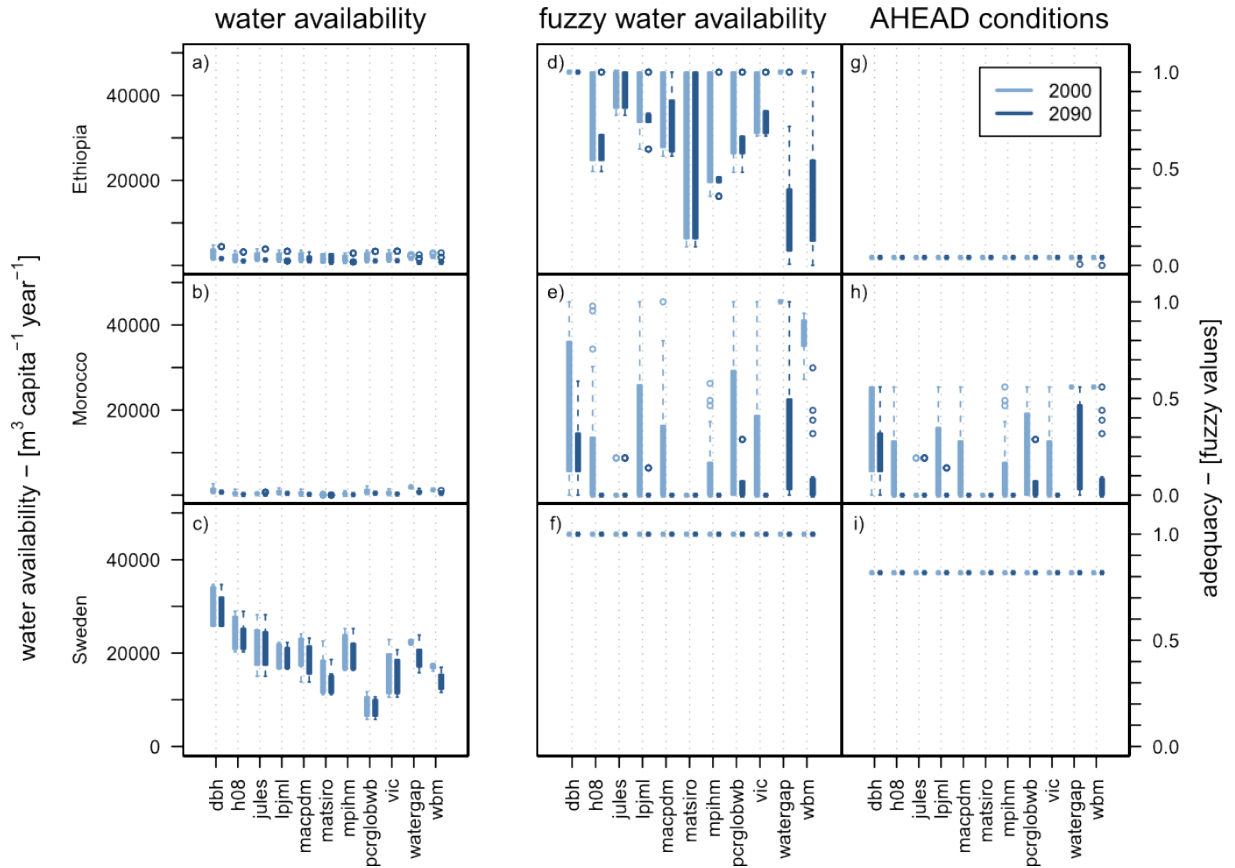 water availability
fuzzy water availability
AHEAD conditions
a)
d)
g)
2000
2090
40000
20000
Ethiopia
1.0
0.5
0.0
b)
e)
h)
40000
20000
0
Morocco
1.0
0.5
0.0
c)
f)
i)
40000
20000
0
Sweden
1.0
0.5
0.0
water availability − [m³ capita⁻¹ year⁻¹]
adequacy − [fuzzy values]
dbh
h08
jules
lpjml
macpdm
matsiro
mpihm
pcrglobwb
vic
watergap
wbm
dbh
h08
jules
lpjml
macpdm
matsiro
mpihm
pcrglobwb
vic
watergap
wbm
dbh
h08
jules
lpjml
macpdm
matsiro
mpihm
pcrglobwb
vic
watergap
wbm